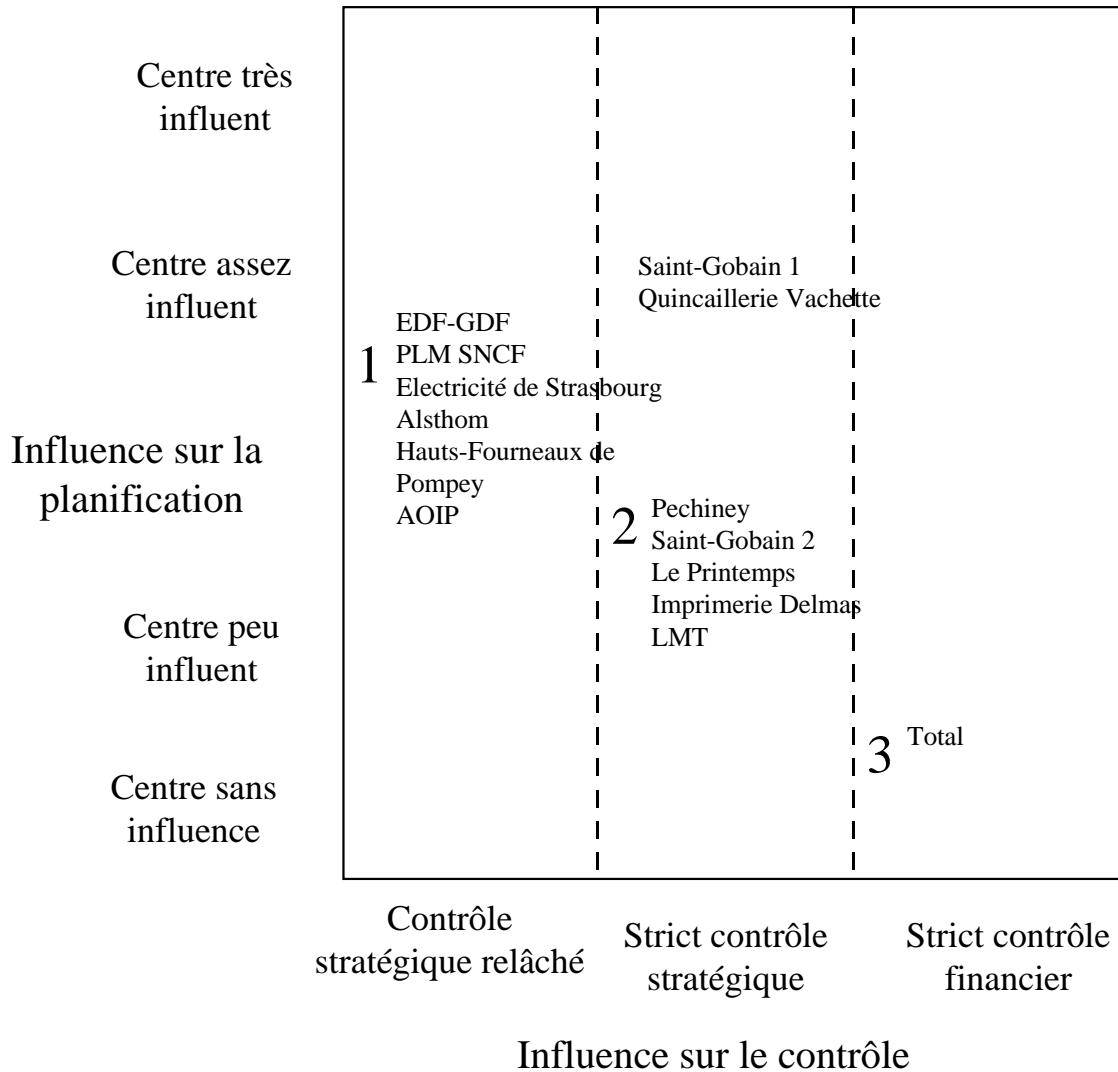 Centre très
influent
Centre assez
influent
Saint-Gobain 1
Quincaillerie Vachette
1
EDF-GDF
PLM SNCF
Electricité de Strasbourg
Alsthom
Hauts-Fourneaux de
Pompey
AOIP
Influence sur la
planification
2
Pechiney
Saint-Gobain 2
Le Printemps
Imprimerie Delmas
LMT
Centre peu
influent
3
Total
Centre sans
influence
Contrôle
stratégique relâché
Strict contrôle
stratégique
Strict contrôle
financier
Influence sur le contrôle